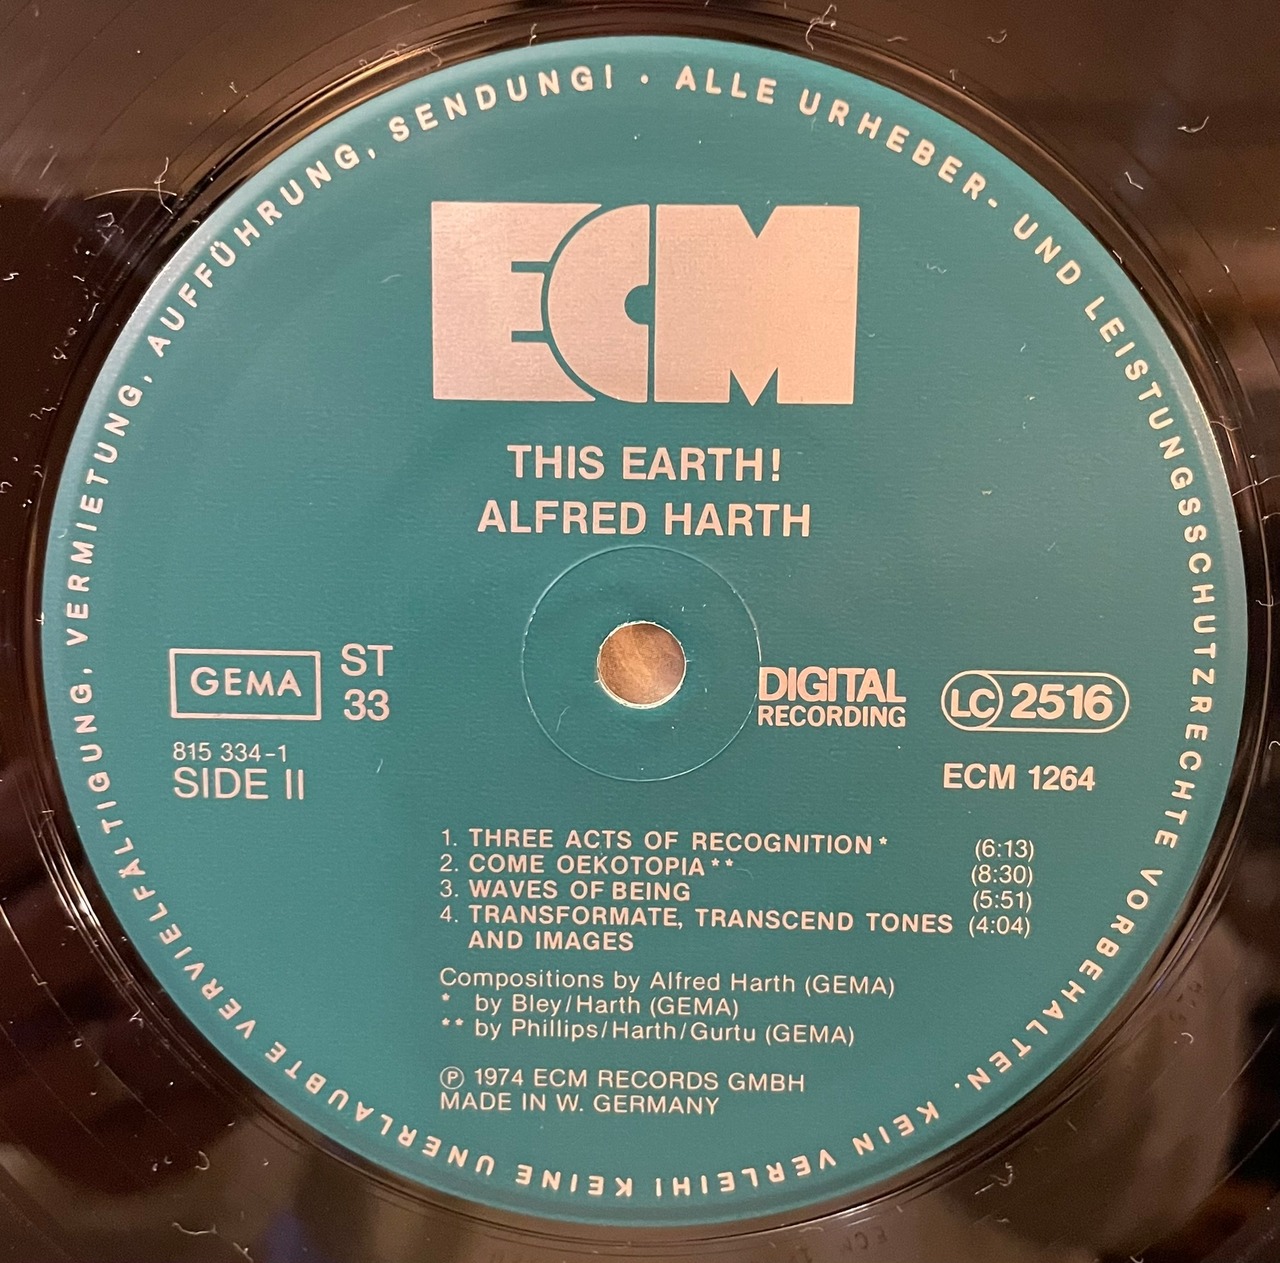 ALLE URHEBER- UND LEISTUNGSSCHUTZRECHTE VORBEHALTEN. KEIN VERLEIH! KEINE UNERLAUBTE VERVIELFÄLTIGUNG, VERMIETUNG, AUFFÜHRUNG, SENDUNG! ·
ECM
THIS EARTH!
ALFRED HARTH
GEMA
ST
33
815 334-1
SIDE II
DIGITAL
RECORDING
LC 2516
ECM 1264
1. THREE ACTS OF RECOGNITION* (6:13)
2. COME OEKOTOPIA** (8:30)
3. WAVES OF BEING (5:51)
4. TRANSFORMATE, TRANSCEND TONES (4:04)
AND IMAGES
Compositions by Alfred Harth (GEMA)
* by Bley/Harth (GEMA)
** by Phillips/Harth/Gurtu (GEMA)
Ⓟ 1974 ECM RECORDS GMBH
MADE IN W. GERMANY